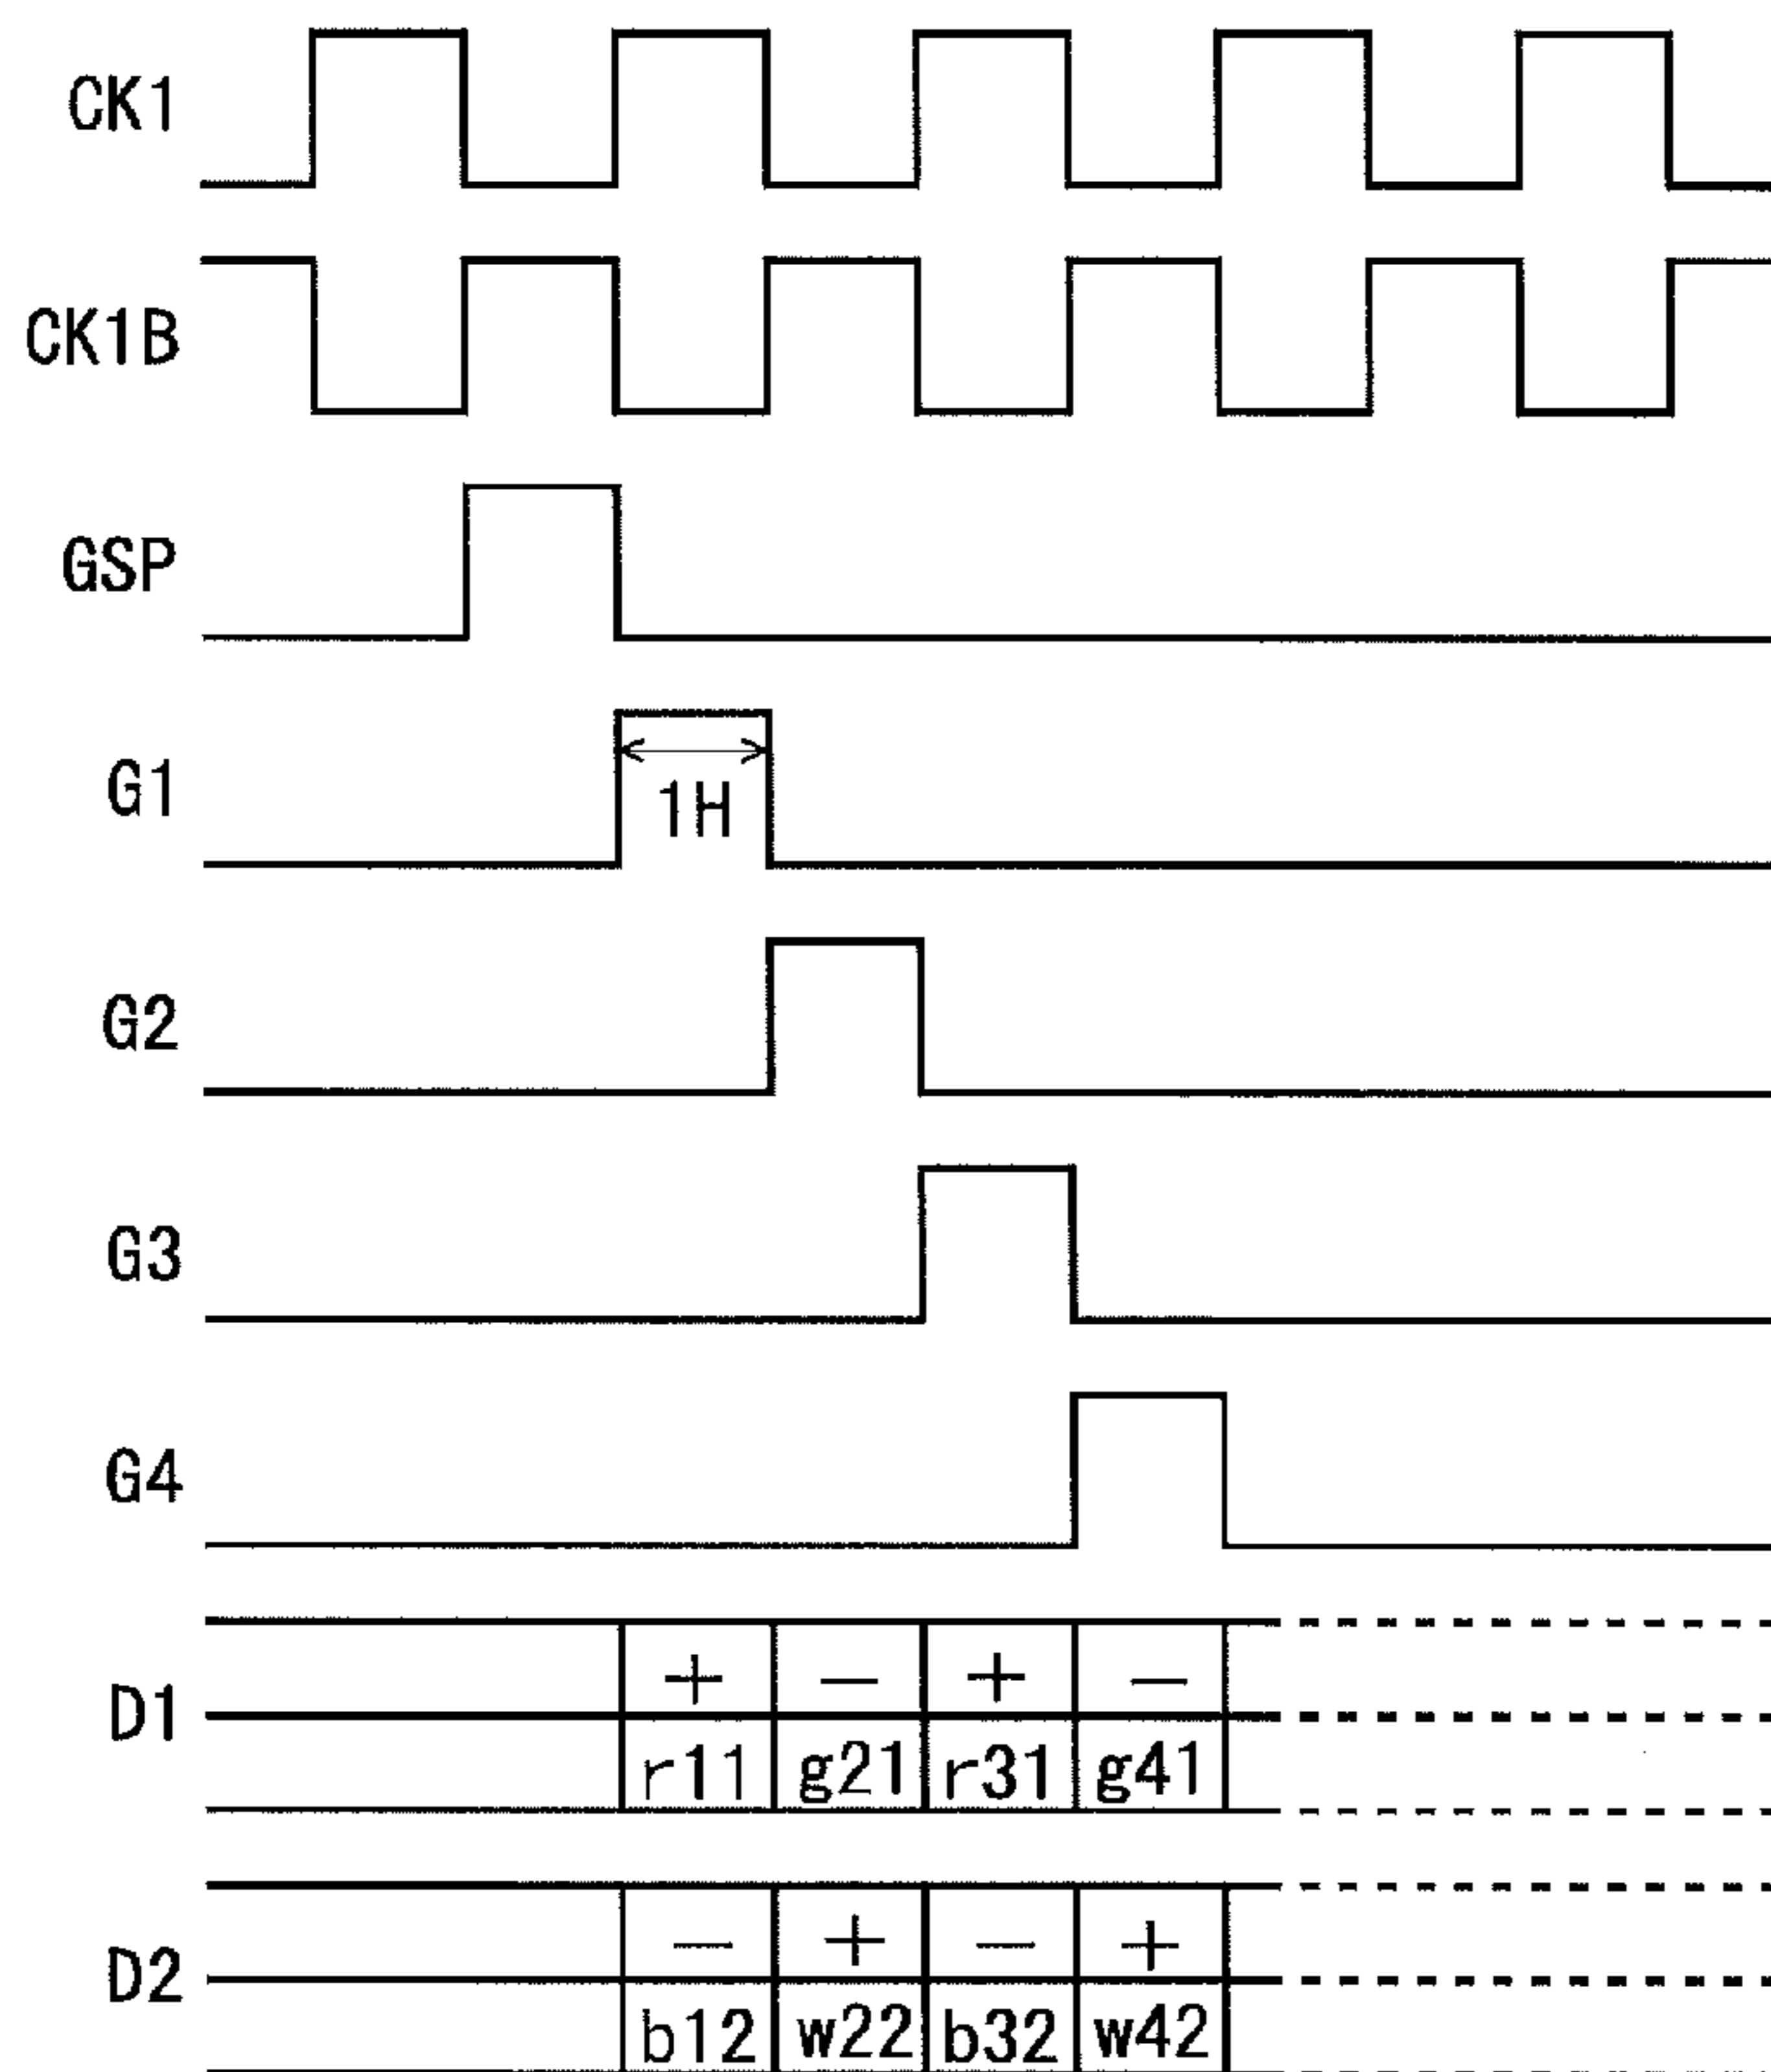 CK1
CK1B
GSP
G1
1H
G2
G3
G4
+ − + −
D1
r11 g21 r31 g41
− + − +
D2
b12 w22 b32 w42